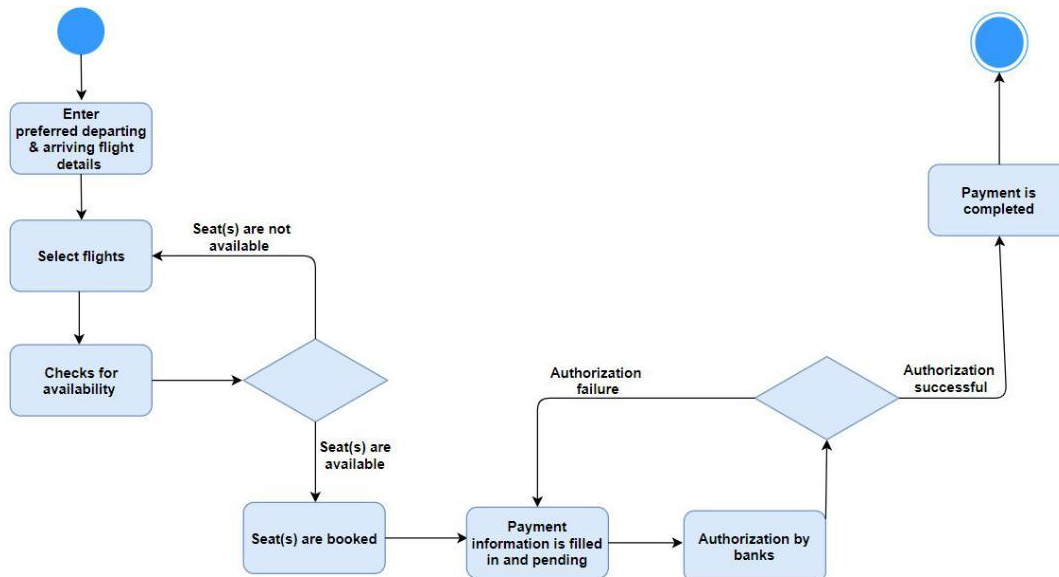 Enter
preferred departing
& arriving flight
details
Select flights
Seat(s) are not
available
Checks for
availability
Seat(s) are
available
Seat(s) are booked
Payment
information is filled
in and pending
Authorization by
banks
Authorization
failure
Authorization
successful
Payment is
completed